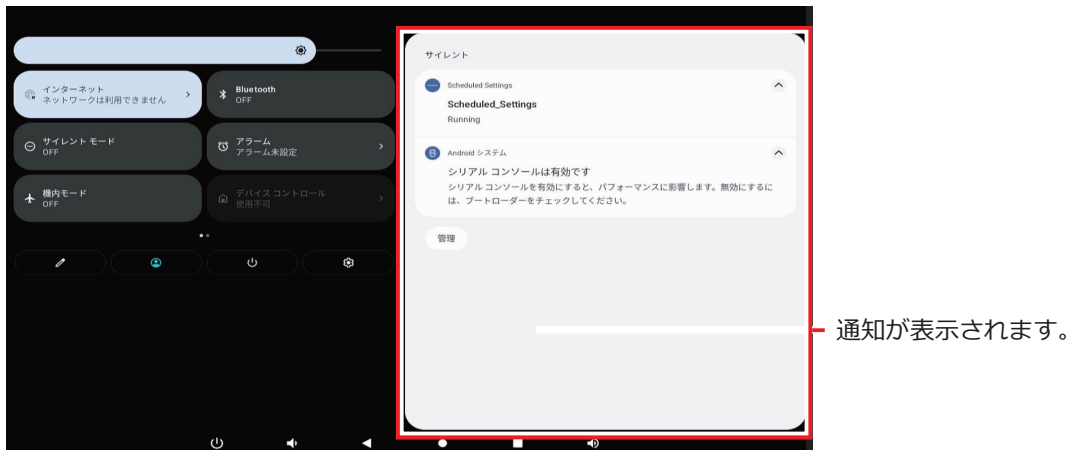 インターネット
ネットワークは利用できません
Bluetooth
OFF
サイレント モード
OFF
アラーム
アラーム未設定
機内モード
OFF
デバイス コントロール
使用不可
サイレント
Scheduled Settings
Scheduled_Settings
Running
Android システム
シリアル コンソールは有効です
シリアル コンソールを有効にすると、パフォーマンスに影響します。無効にするに
は、ブートローダーをチェックしてください。
管理
通知が表示されます。